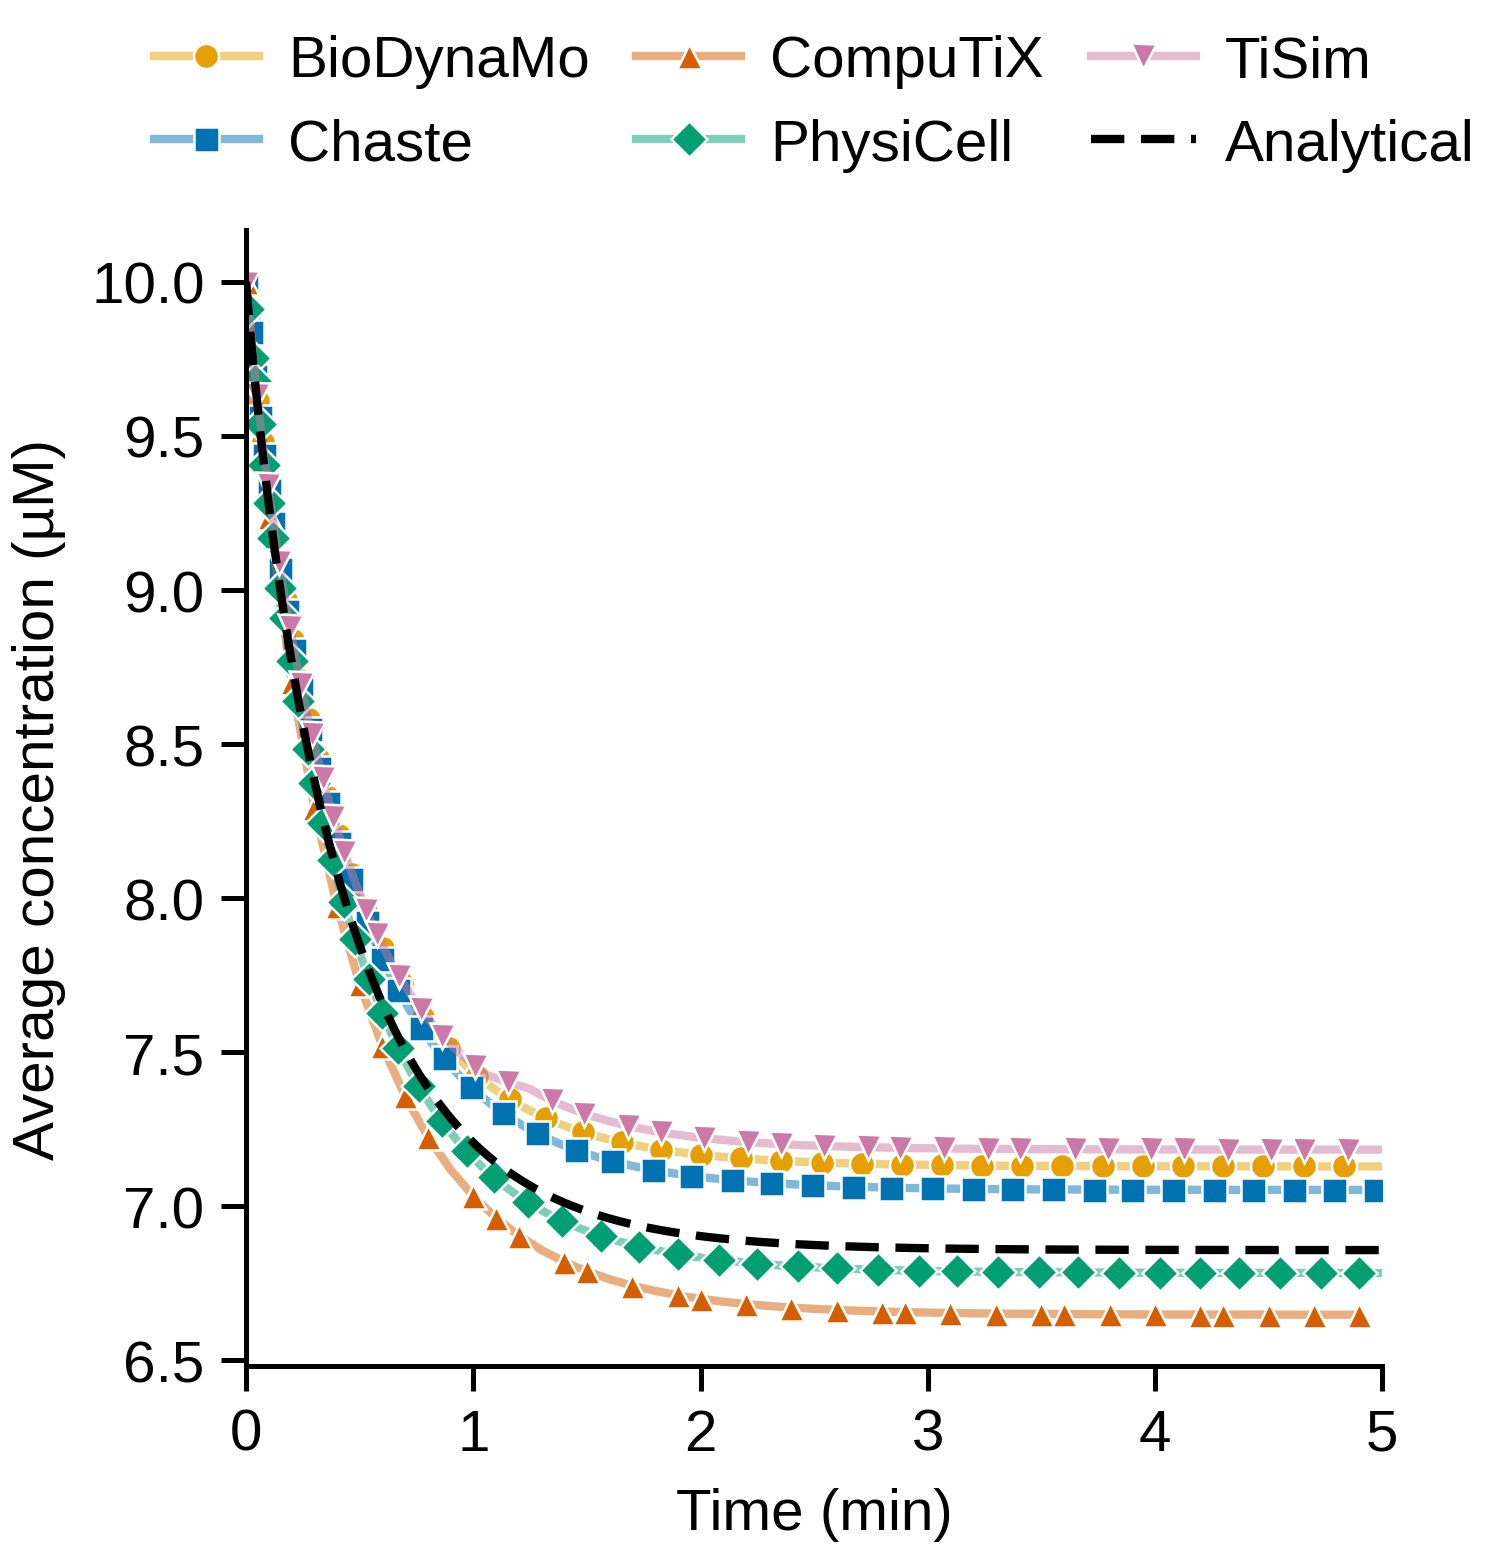 BioDynaMo CompuTiX TiSim
Chaste PhysiCell Analytical
10.0
9.5
9.0
8.5
8.0
7.5
7.0
6.5
Average concentration (µM)
0 1 2 3 4 5
Time (min)